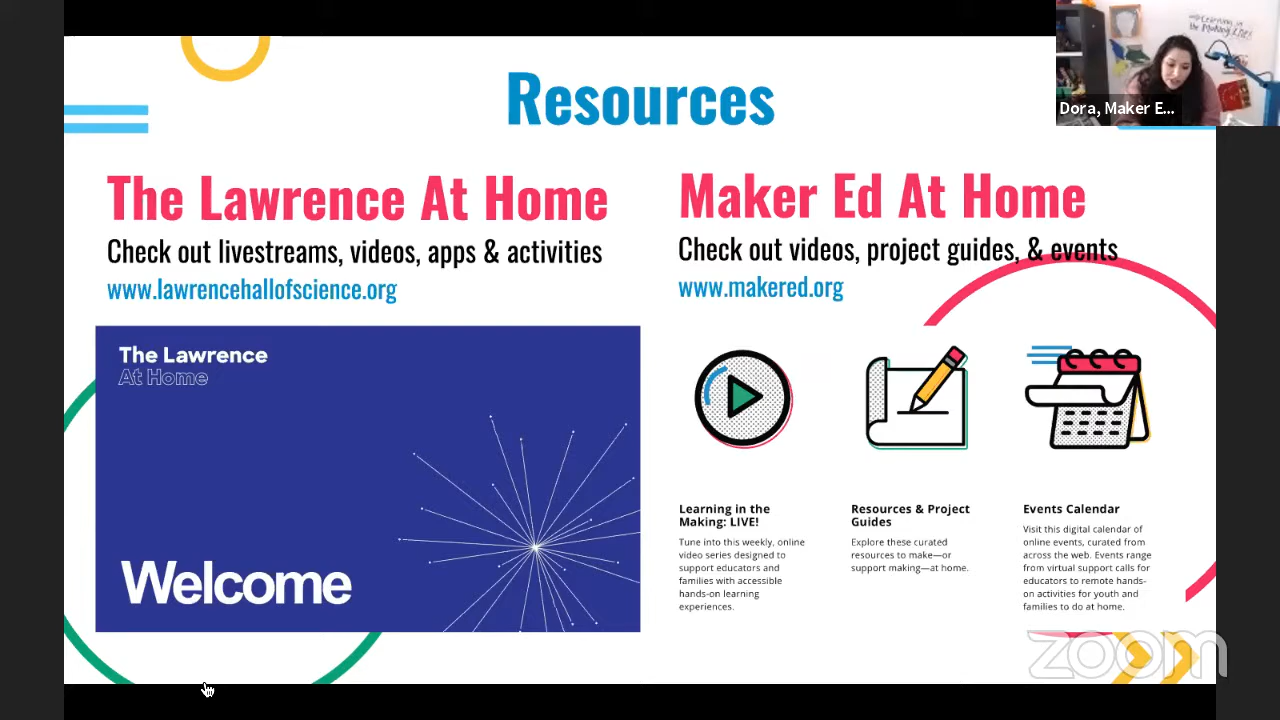 Resources
The Lawrence At Home
Check out livestreams, videos, apps & activities
www.lawrencehallofscience.org
The Lawrence
At Home
Welcome
Maker Ed At Home
Check out videos, project guides, & events
www.makered.org
Learning in the
Making: LIVE!
Tune into this weekly, online
video series designed to
support educators and
families with accessible
hands-on learning
experiences.
Resources & Project
Guides
Explore these curated
resources to make—or
support making—at home.
Events Calendar
Visit this digital calendar of
online events, curated from
across the web. Events range
from virtual support calls for
educators to remote hands-
on activities for youth and
families to do at home.
Learning in
the Making LIVE!
Dora, Maker E...
zoom